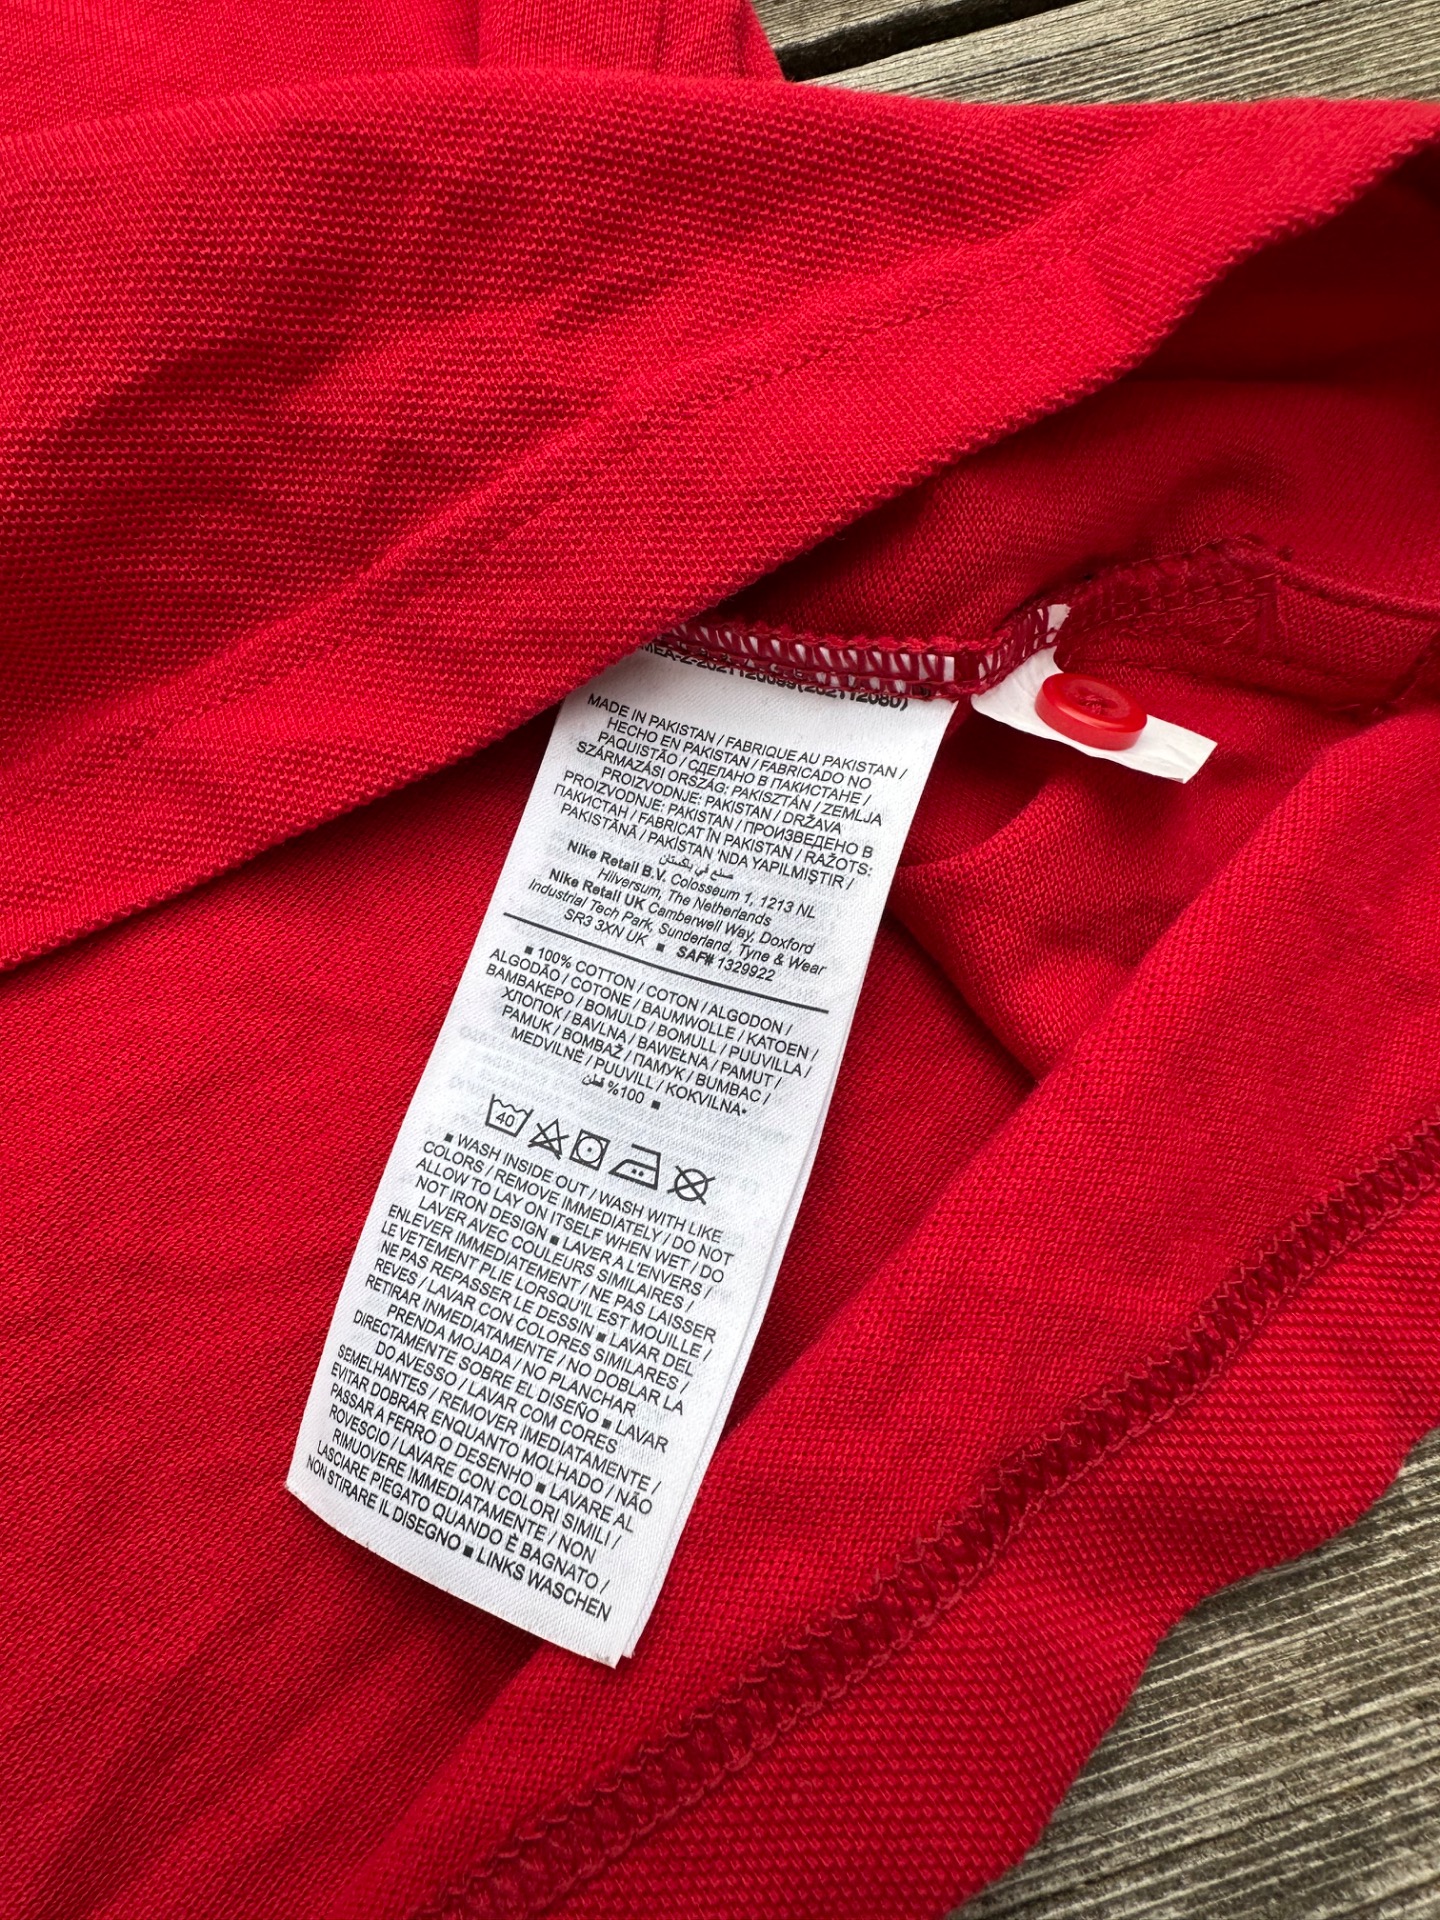 MADE IN PAKISTAN / FABRIQUE AU PAKISTAN /
HECHO EN PAKISTAN / FABRICADO NO
PAQUISTÃO / СДЕЛАНО В ПАКИСТАНЕ /
SZÁRMAZÁSI ORSZÁG: PAKISZTÁN / ZEMLJA
PROIZVODNJE: PAKISTAN / DRŽAVA
PROIZVODNJE: PAKISTAN / ПРОИЗВЕДЕНО В
ПАКИСТАН / FABRICAT ÎN PAKISTAN / RAŽOTS:
PAKISTĀNĀ / PAKİSTAN 'NDA YAPILMIŞTIR /
صنع في باكستان
Nike Retail B.V. Colosseum 1, 1213 NL
Hilversum, The Netherlands
Nike Retail UK Camberwell Way, Doxford
Industrial Tech Park, Sunderland, Tyne & Wear
SR3 3XN UK ■ SAF# 1329922
■ 100% COTTON / COTON / ALGODON /
ALGODÃO / COTONE / BAUMWOLLE / KATOEN /
BAMBAKEPO / BOMULD / BOMULL / PUUVILLA /
ХЛОПОК / BAVLNA / BAWEŁNA / PAMUT /
PAMUK / BOMBAŽ / ПАМУК / BUMBAC /
MEDVILNĖ / PUUVILL / KOKVILNA•
100% قطن ■
40
■ WASH INSIDE OUT / WASH WITH LIKE
COLORS / REMOVE IMMEDIATELY / DO NOT
ALLOW TO LAY ON ITSELF WHEN WET / DO
NOT IRON DESIGN ■ LAVER A L'ENVERS /
LAVER AVEC COULEURS SIMILAIRES /
ENLEVER IMMEDIATEMENT / NE PAS LAISSER
LE VETEMENT PLIE LORSQU'IL EST MOUILLE /
NE PAS REPASSER LE DESSIN ■ LAVAR DEL
REVES / LAVAR CON COLORES SIMILARES /
RETIRAR INMEDIATAMENTE / NO DOBLAR LA
PRENDA MOJADA / NO PLANCHAR
DIRECTAMENTE SOBRE EL DISEÑO ■ LAVAR
DO AVESSO / LAVAR COM CORES
SEMELHANTES / REMOVER IMEDIATAMENTE /
EVITAR DOBRAR ENQUANTO MOLHADO / NÃO
PASSAR A FERRO O DESENHO ■ LAVARE AL
ROVESCIO / LAVARE CON COLORI SIMILI /
RIMUOVERE IMMEDIATAMENTE / NON
LASCIARE PIEGATO QUANDO È BAGNATO /
NON STIRARE IL DISEGNO ■ LINKS WASCHEN